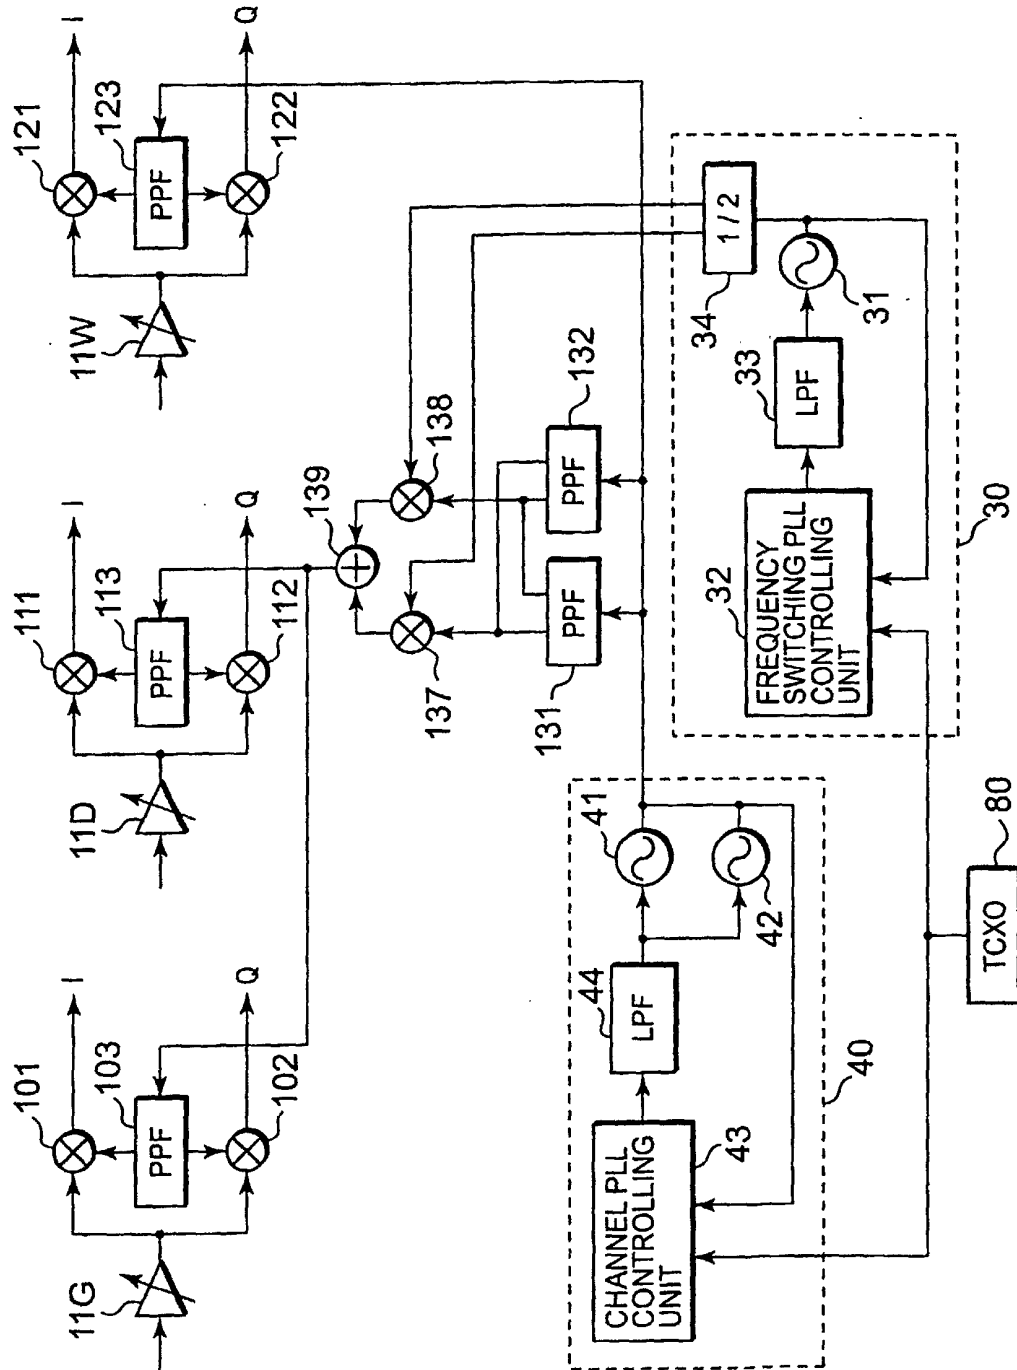 11G
101
103
PPF
102
I
Q
11D
111
113
PPF
112
I
Q
11W
121
123
PPF
122
I
Q
139
137
138
131
PPF
132
PPF
CHANNEL PLL
CONTROLLING
UNIT
43
44
LPF
41
42
40
TCXO
80
32
FREQUENCY
SWITCHING PLL
CONTROLLING
UNIT
33
LPF
31
34
1/2
30